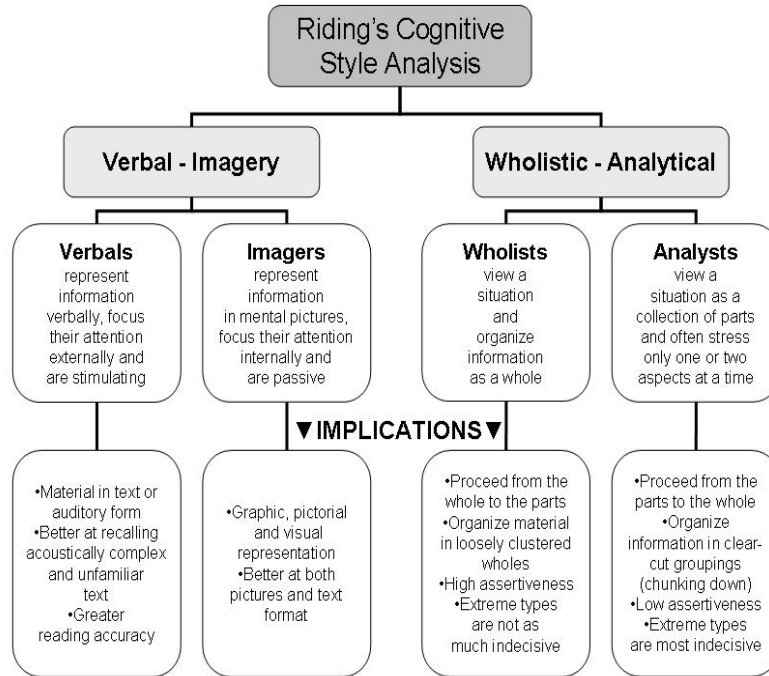 Riding's Cognitive
Style Analysis
Verbal - Imagery
Wholistic - Analytical
Verbals
represent
information
verbally, focus
their attention
externally and
are stimulating
Imagers
represent
information
in mental pictures,
focus their attention
internally and
are passive
Wholists
view a
situation
and
organize
information
as a whole
Analysts
view a
situation as a
collection of parts
and often stress
only one or two
aspects at a time
▼IMPLICATIONS▼
•Material in text or
auditory form
•Better at recalling
acoustically complex
and unfamiliar
text
•Greater
reading accuracy
•Graphic, pictorial
and visual
representation
•Better at both
pictures and text
format
•Proceed from the
whole to the parts
•Organize material
in loosely clustered
wholes
•High assertiveness
•Extreme types
are not as
much indecisive
•Proceed from the
parts to the whole
•Organize
information in clear-
cut groupings
(chunking down)
•Low assertiveness
•Extreme types
are most indecisive